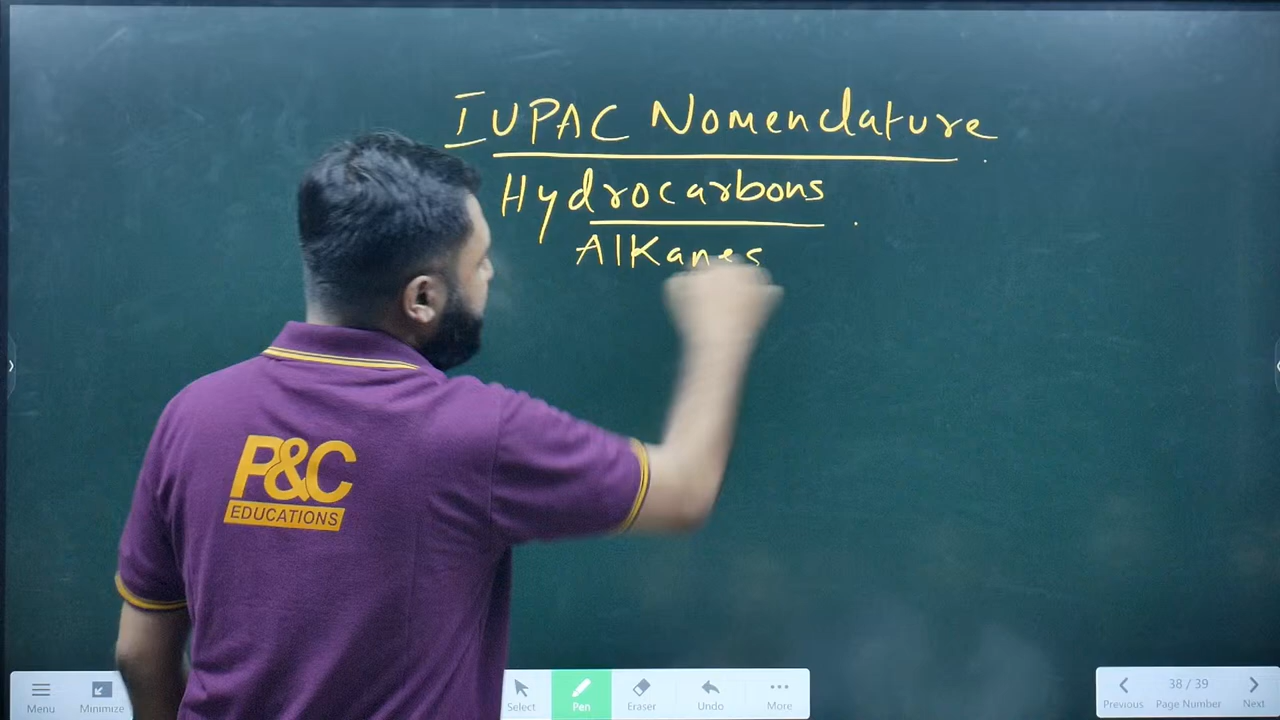 IUPAC Nomenclature
Hydrocarbons
Alkanes
P&C
EDUCATIONS
Menu
Minimize
Select
Pen
Eraser
Undo
More
Previous
38 / 39
Page Number
Next